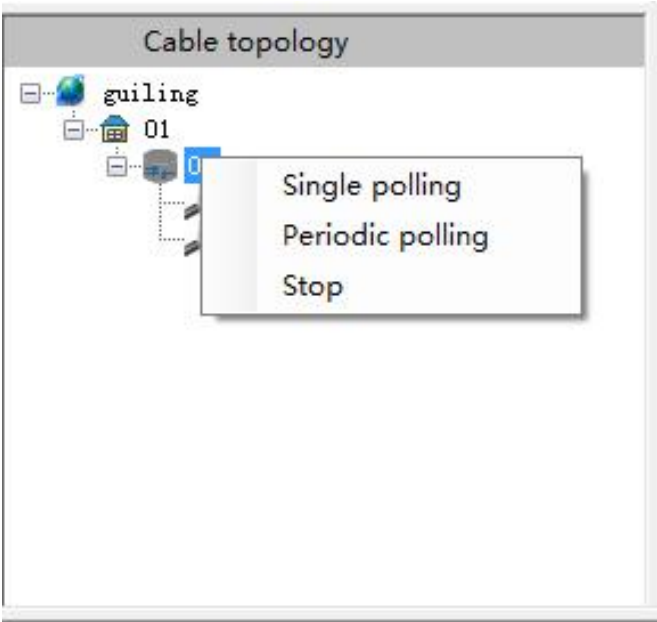 Cable topology
guiling
01
Single polling
Periodic polling
Stop